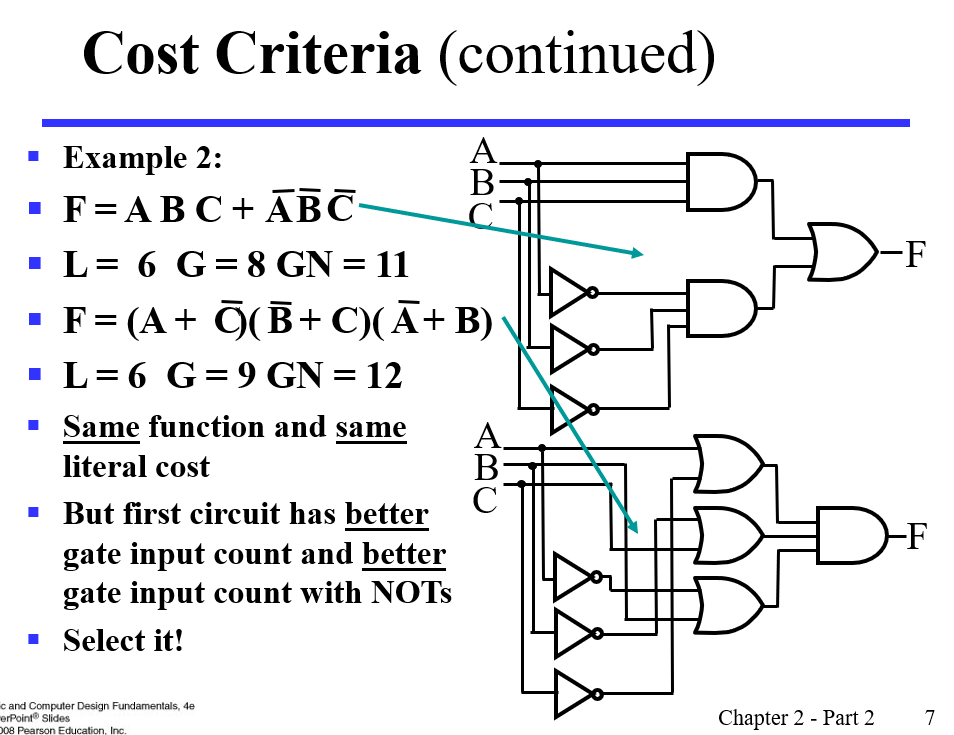 Cost Criteria (continued)
Example 2:
F = A B C + A̅ B̅ C̅
L = 6 G = 8 GN = 11
F = (A + C̅)( B̅ + C)( A̅ + B)
L = 6 G = 9 GN = 12
Same function and same
literal cost
But first circuit has better
gate input count and better
gate input count with NOTs
Select it!
A
B
C
F
A
B
C
F
ic and Computer Design Fundamentals, 4e
erPoint® Slides
008 Pearson Education, Inc.
Chapter 2 - Part 2 7